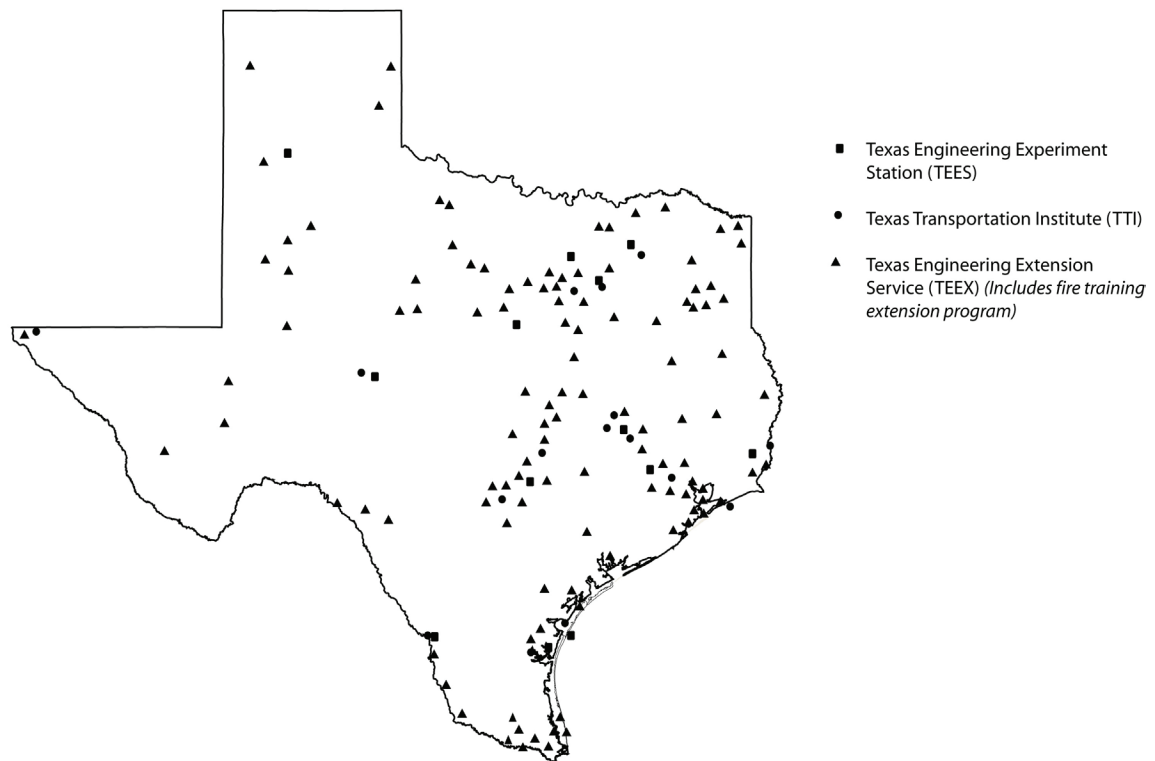 Texas Engineering Experiment
Station (TEES)
Texas Transportation Institute (TTI)
Texas Engineering Extension
Service (TEEX) (Includes fire training
extension program)